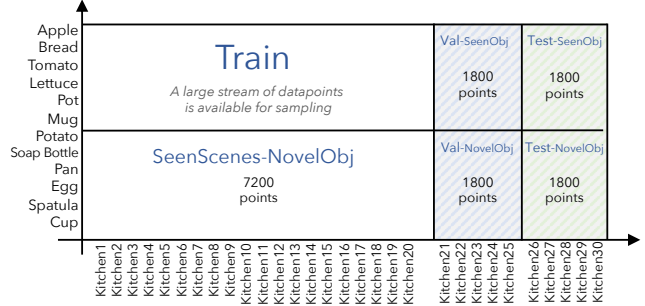 Apple
Bread
Tomato
Lettuce
Pot
Mug
Potato
Soap Bottle
Pan
Egg
Spatula
Cup
Train
A large stream of datapoints
is available for sampling
Val-SeenObj
1800
points
Test-SeenObj
1800
points
SeenScenes-NovelObj
7200
points
Val-NovelObj
1800
points
Test-NovelObj
1800
points
Kitchen1
Kitchen2
Kitchen3
Kitchen4
Kitchen5
Kitchen6
Kitchen7
Kitchen8
Kitchen9
Kitchen10
Kitchen11
Kitchen12
Kitchen13
Kitchen14
Kitchen15
Kitchen16
Kitchen17
Kitchen18
Kitchen19
Kitchen20
Kitchen21
Kitchen22
Kitchen23
Kitchen24
Kitchen25
Kitchen26
Kitchen27
Kitchen28
Kitchen29
Kitchen30